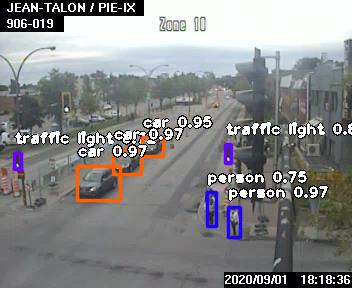 JEAN-TALON / PIE-IX
906-019
Zone 10
car 0.95
traffic light 0.8
car 0.97
traffic light
car 0.97
person 0.75
person 0.97
2020/09/01 18:18:36